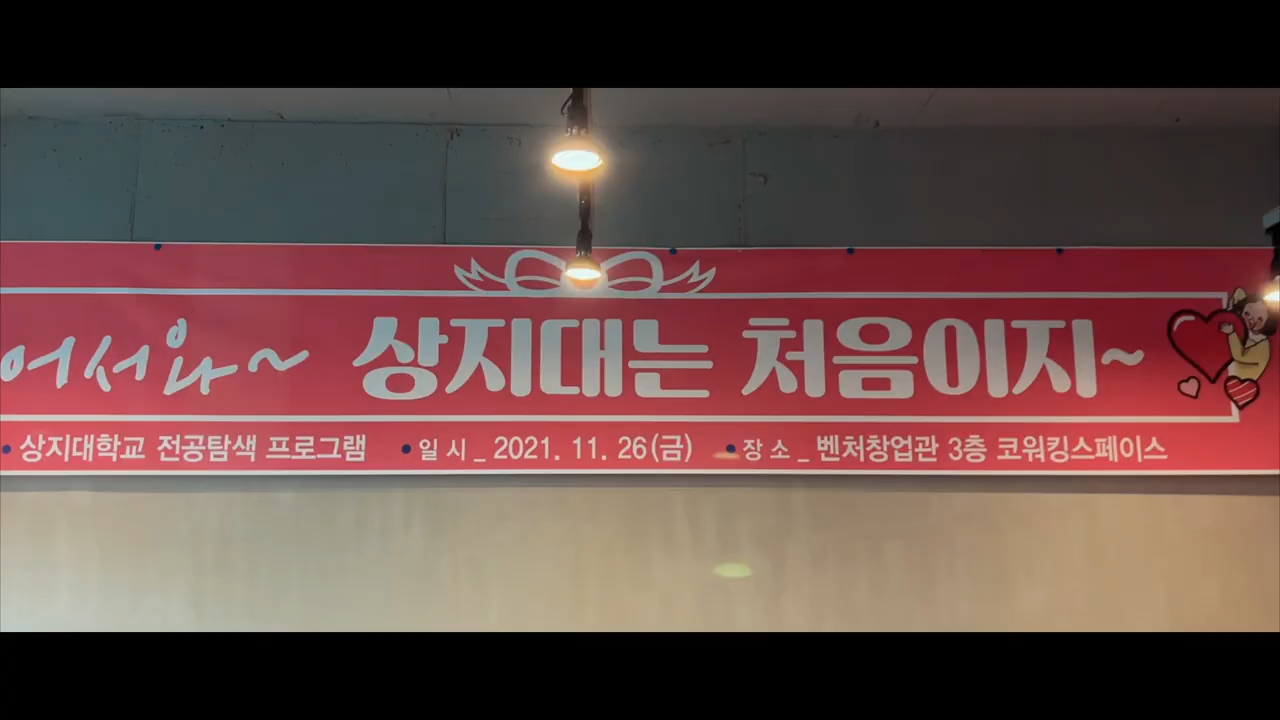 어서와~ 상지대는 처음이지~
• 상지대학교 전공탐색 프로그램 • 일 시 _ 2021. 11. 26(금) • 장 소 _ 벤처창업관 3층 코워킹스페이스